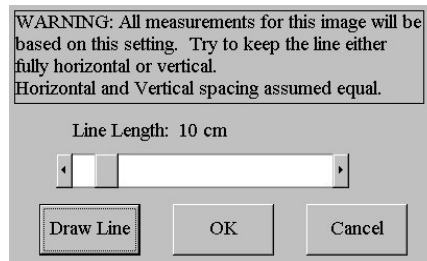 WARNING: All measurements for this image will be
based on this setting.  Try to keep the line either
fully horizontal or vertical.
Horizontal and Vertical spacing assumed equal.
Line Length:  10 cm
Draw Line
OK
Cancel